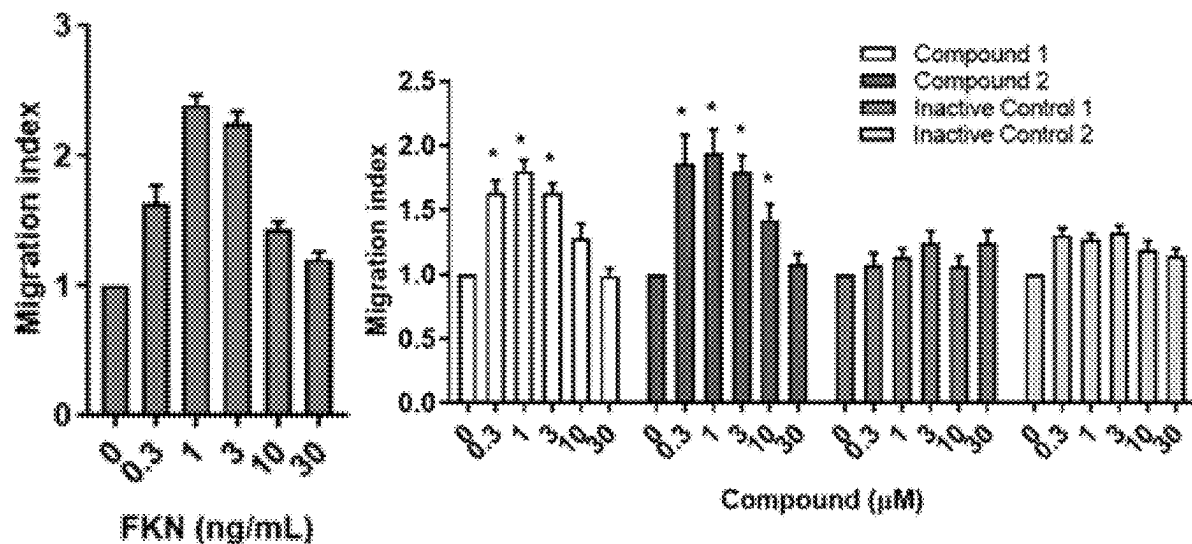 Migration index
3
2
1
0
0 0.3 1 3 10 30
FKN (ng/mL)
Migration index
2.5
2.0
1.5
1.0
0.5
0.0
* * *
* * * *
0 0.3 1 3 10 30 0 0.3 1 3 10 30 0 0.3 1 3 10 30 0 0.3 1 3 10 30
Compound (μM)
Compound 1
Compound 2
Inactive Control 1
Inactive Control 2